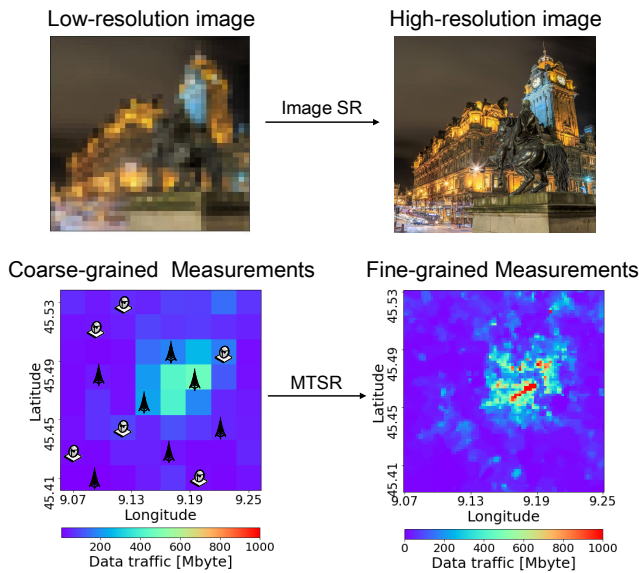 Low-resolution image
High-resolution image
Image SR
Coarse-grained Measurements
Fine-grained Measurements
45.53
45.49
45.45
45.41
Latitude
9.07
9.13
9.19
9.25
Longitude
MTSR
45.53
45.49
45.45
45.41
Latitude
9.07
9.13
9.19
9.25
Longitude
200 400 600 800 1000
Data traffic [Mbyte]
0 200 400 600 800 1000
Data traffic [Mbyte]